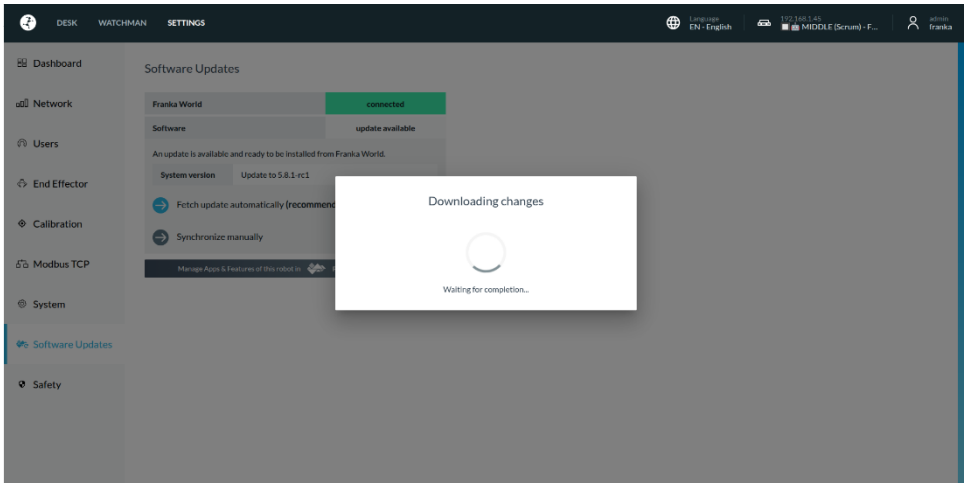 DESK WATCHMAN SETTINGS
Language
EN - English
192.168.1.45
MIDDLE (Scrum) - F...
admin
franka
Dashboard
Network
Users
End Effector
Calibration
Modbus TCP
System
Software Updates
Safety
Software Updates
Franka World connected
Software update available
An update is available and ready to be installed from Franka World.
System version Update to 5.8.1-rc1
Fetch update automatically (recommend
Synchronize manually
Manage Apps & Features of this robot in
Downloading changes
Waiting for completion...